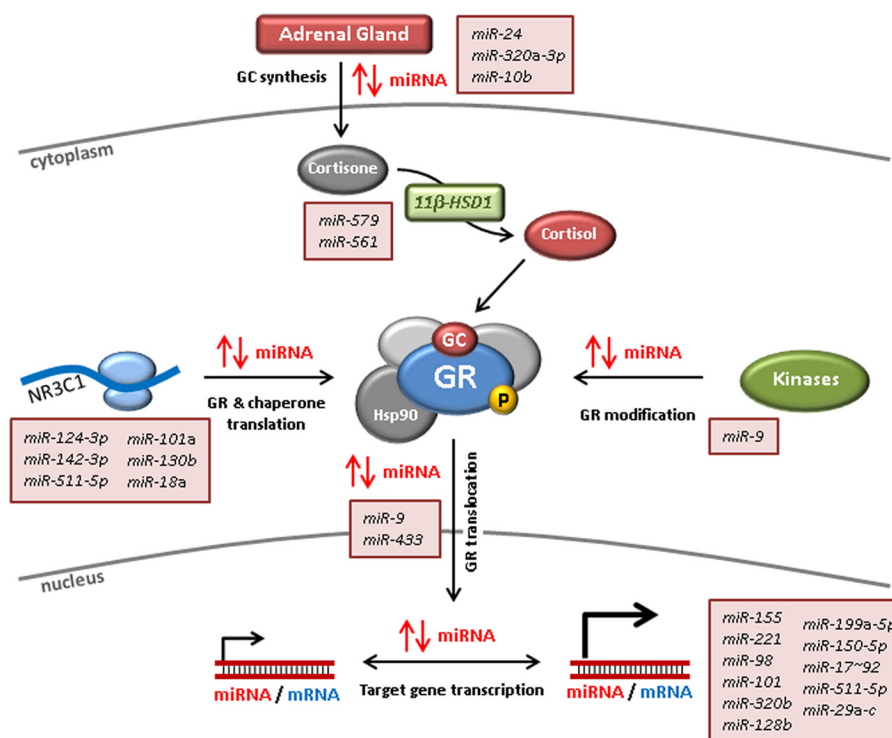 Adrenal Gland
GC synthesis
miRNA
miR-24
miR-320a-3p
miR-10b
cytoplasm
Cortisone
11β-HSD1
miR-579
miR-561
Cortisol
NR3C1
miRNA
GR & chaperone
translation
miR-124-3p miR-101a
miR-142-3p miR-130b
miR-511-5p miR-18a
GC
GR
P
Hsp90
miRNA
GR modification
Kinases
miR-9
miRNA
miR-9
miR-433
GR translocation
nucleus
miRNA
Target gene transcription
miRNA / mRNA
miRNA / mRNA
miR-155
miR-221
miR-98
miR-101
miR-320b
miR-128b
miR-199a-5p
miR-150-5p
miR-17~92
miR-511-5p
miR-29a-c